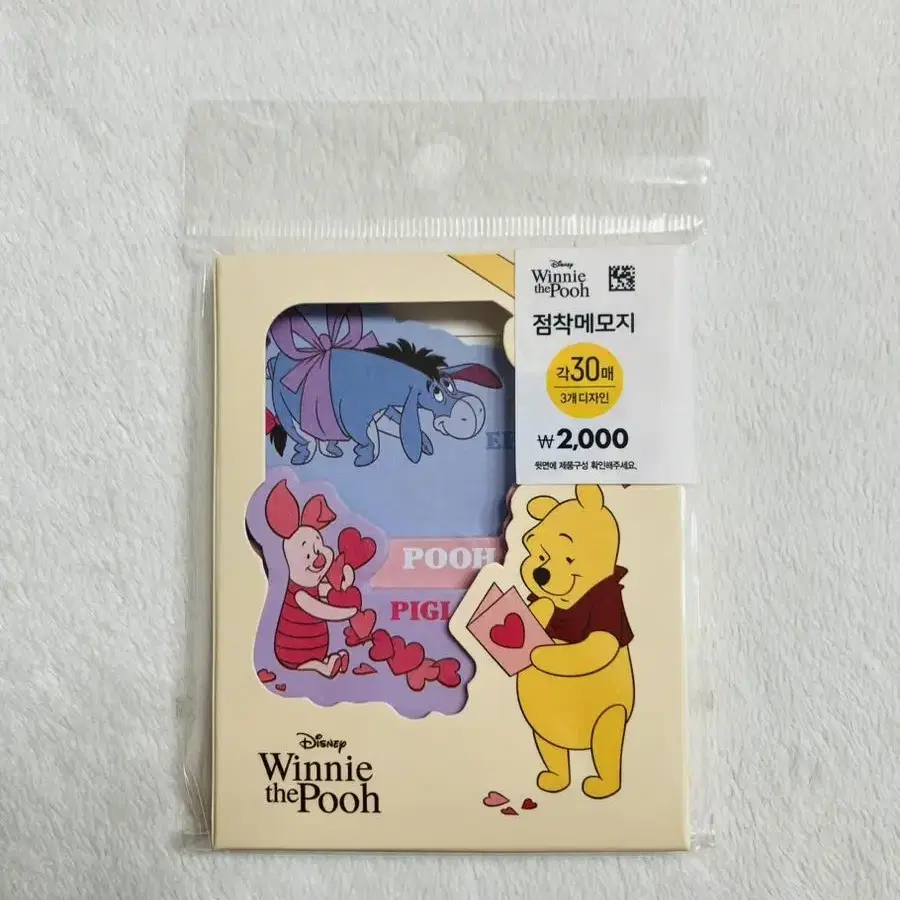 Disney
Winnie
the Pooh
점착메모지
각30매
3개 디자인
₩2,000
뒷면에 제품구성 확인해주세요.
POOH
Disney
Winnie
the Pooh